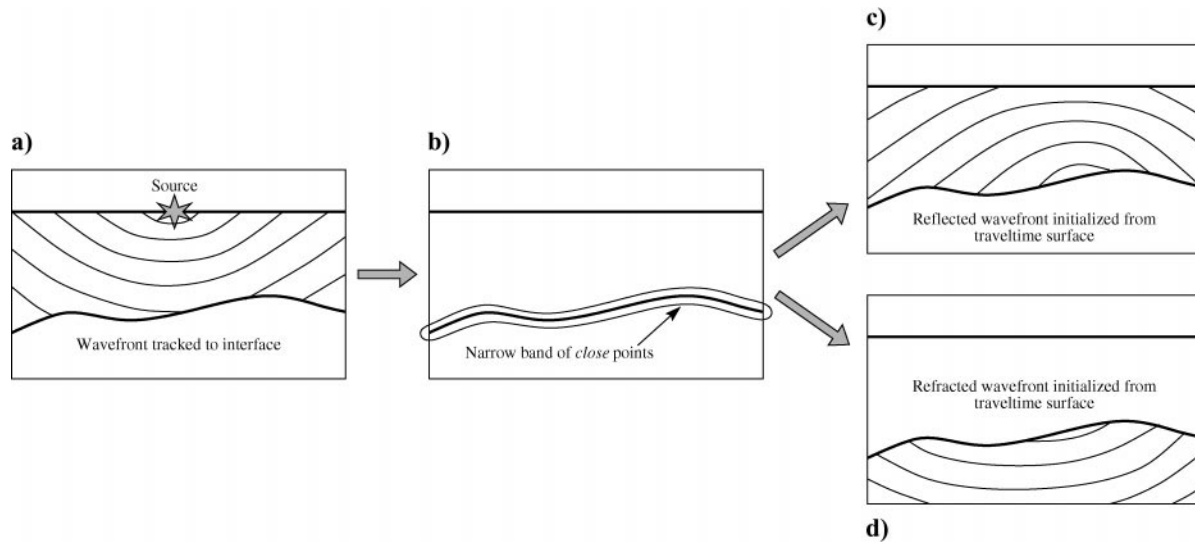 a)
Source
Wavefront tracked to interface
b)
Narrow band of close points
c)
Reflected wavefront initialized from
traveltime surface
Refracted wavefront initialized from
traveltime surface
d)